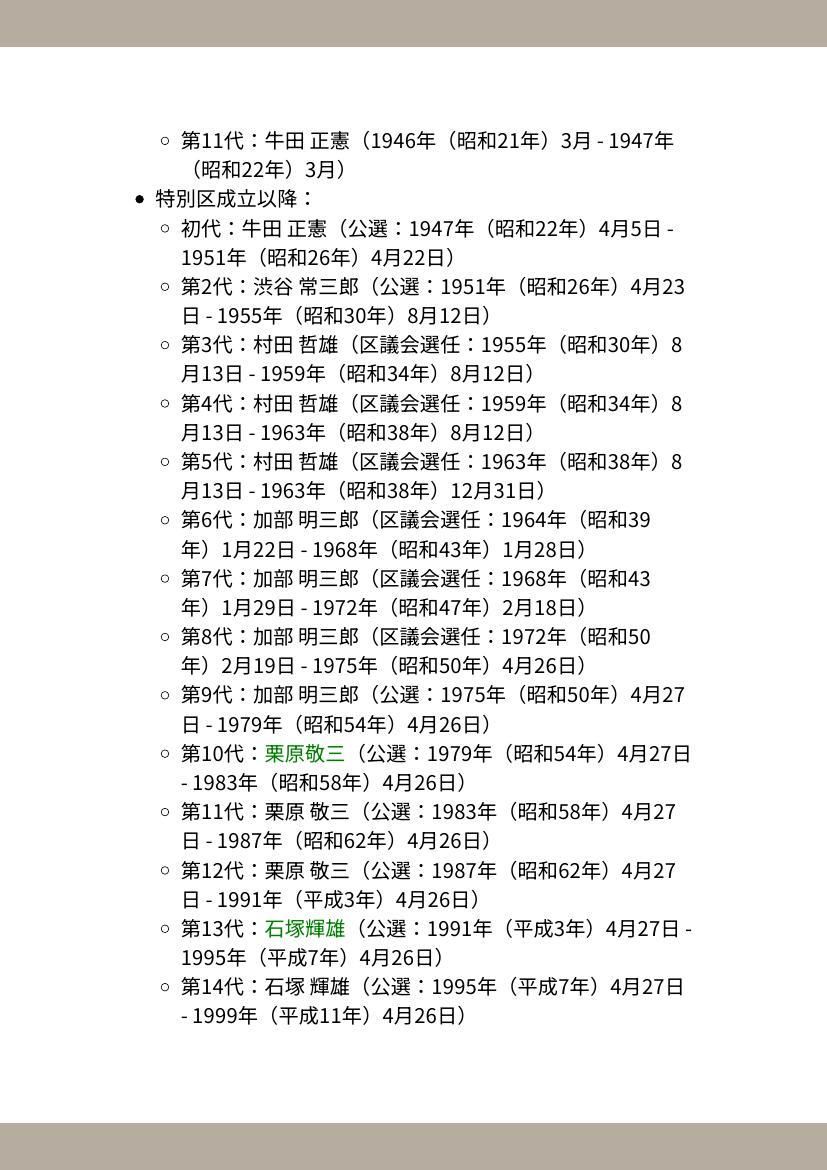 第11代：牛田 正憲（1946年（昭和21年）3月 - 1947年
（昭和22年）3月）
特別区成立以降：
初代：牛田 正憲（公選：1947年（昭和22年）4月5日 -
1951年（昭和26年）4月22日）
第2代：渋谷 常三郎（公選：1951年（昭和26年）4月23
日 - 1955年（昭和30年）8月12日）
第3代：村田 哲雄（区議会選任：1955年（昭和30年）8
月13日 - 1959年（昭和34年）8月12日）
第4代：村田 哲雄（区議会選任：1959年（昭和34年）8
月13日 - 1963年（昭和38年）8月12日）
第5代：村田 哲雄（区議会選任：1963年（昭和38年）8
月13日 - 1963年（昭和38年）12月31日）
第6代：加部 明三郎（区議会選任：1964年（昭和39
年）1月22日 - 1968年（昭和43年）1月28日）
第7代：加部 明三郎（区議会選任：1968年（昭和43
年）1月29日 - 1972年（昭和47年）2月18日）
第8代：加部 明三郎（区議会選任：1972年（昭和50
年）2月19日 - 1975年（昭和50年）4月26日）
第9代：加部 明三郎（公選：1975年（昭和50年）4月27
日 - 1979年（昭和54年）4月26日）
第10代：栗原敬三（公選：1979年（昭和54年）4月27日
- 1983年（昭和58年）4月26日）
第11代：栗原 敬三（公選：1983年（昭和58年）4月27
日 - 1987年（昭和62年）4月26日）
第12代：栗原 敬三（公選：1987年（昭和62年）4月27
日 - 1991年（平成3年）4月26日）
第13代：石塚輝雄（公選：1991年（平成3年）4月27日 -
1995年（平成7年）4月26日）
第14代：石塚 輝雄（公選：1995年（平成7年）4月27日
- 1999年（平成11年）4月26日）